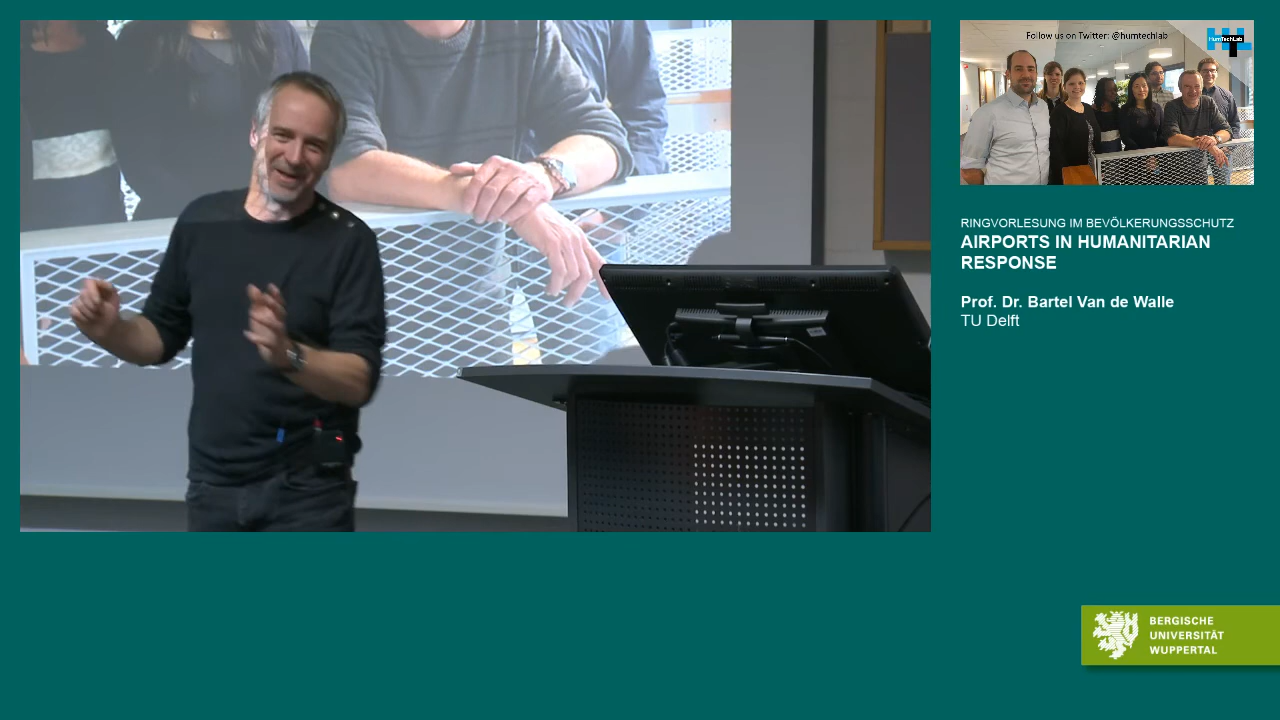 Follow us on Twitter: @humtechlab
HumTechLab
RINGVORLESUNG IM BEVÖLKERUNGSSCHUTZ
AIRPORTS IN HUMANITARIAN
RESPONSE
Prof. Dr. Bartel Van de Walle
TU Delft
BERGISCHE
UNIVERSITÄT
WUPPERTAL